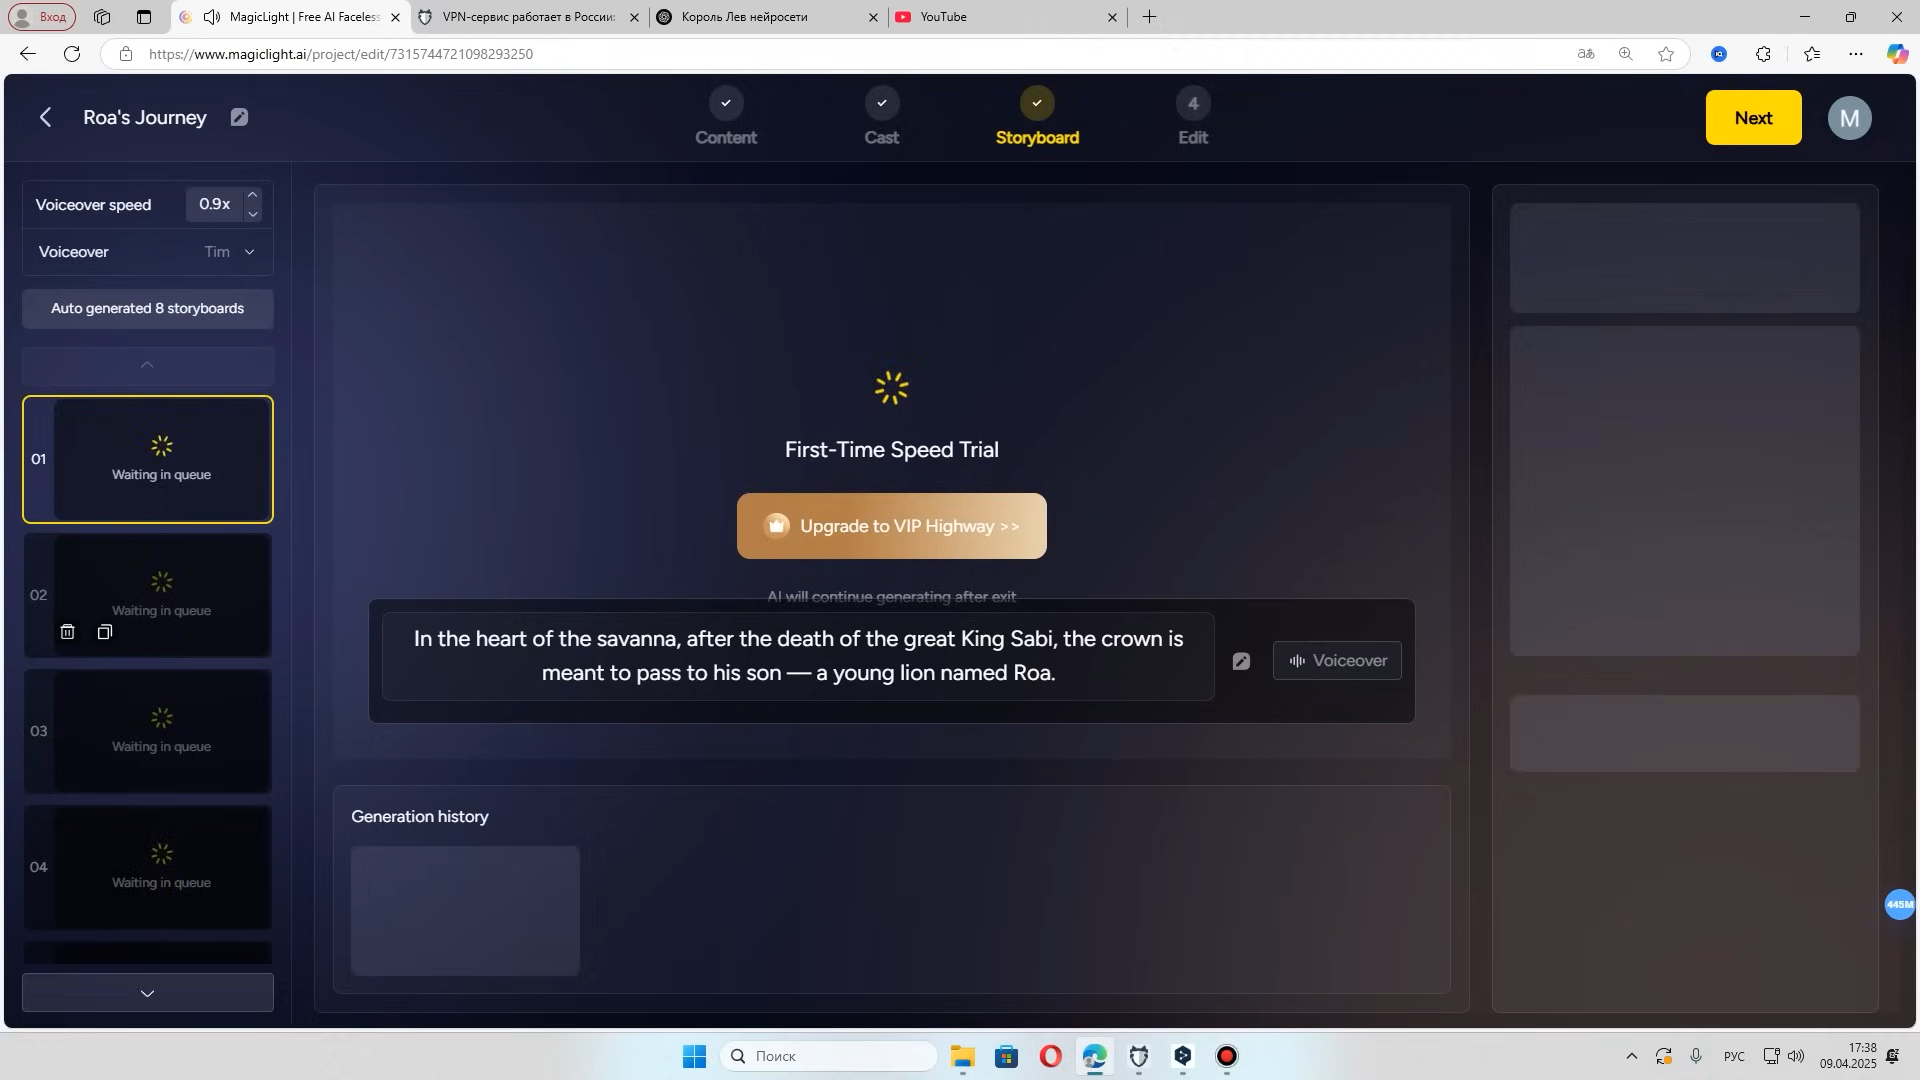 Вход
MagicLight | Free AI Faceless
VPN-сервис работает в России:
Король Лев нейросети
YouTube
https://www.magiclight.ai/project/edit/7315744721098293250
Roa's Journey
Content
Cast
Storyboard
4
Edit
Next
M
Voiceover speed
0.9x
Voiceover
Tim
Auto generated 8 storyboards
01
Waiting in queue
02
Waiting in queue
03
Waiting in queue
04
Waiting in queue
First-Time Speed Trial
Upgrade to VIP Highway >>
AI will continue generating after exit
In the heart of the savanna, after the death of the great King Sabi, the crown is
meant to pass to his son — a young lion named Roa.
Voiceover
Generation history
445M
Поиск
РУС
17:38
09.04.2025